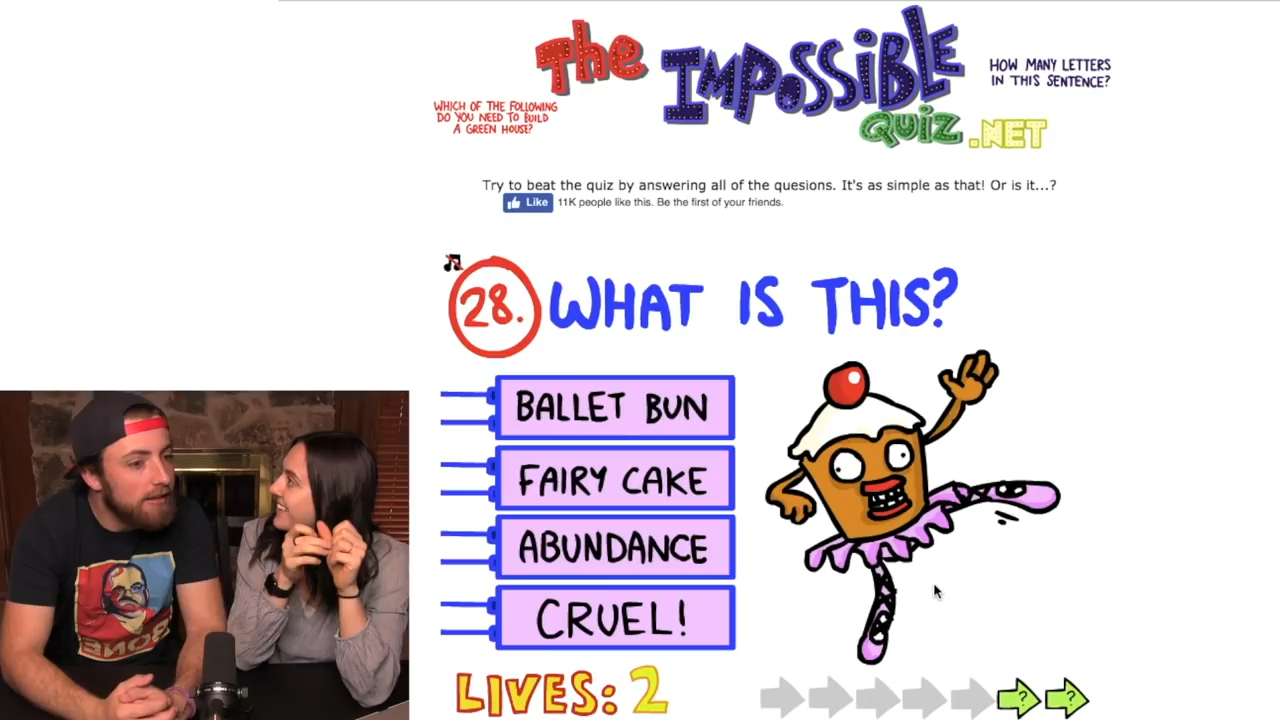 The IMPOSSIBLE
QUIZ .NET
WHICH OF THE FOLLOWING
DO YOU NEED TO BUILD
A GREEN HOUSE?
HOW MANY LETTERS
IN THIS SENTENCE?
Try to beat the quiz by answering all of the quesions. It's as simple as that! Or is it...?
Like 11K people like this. Be the first of your friends.
28. WHAT IS THIS?
BALLET BUN
FAIRY CAKE
ABUNDANCE
CRUEL!
LIVES: 2
? ?